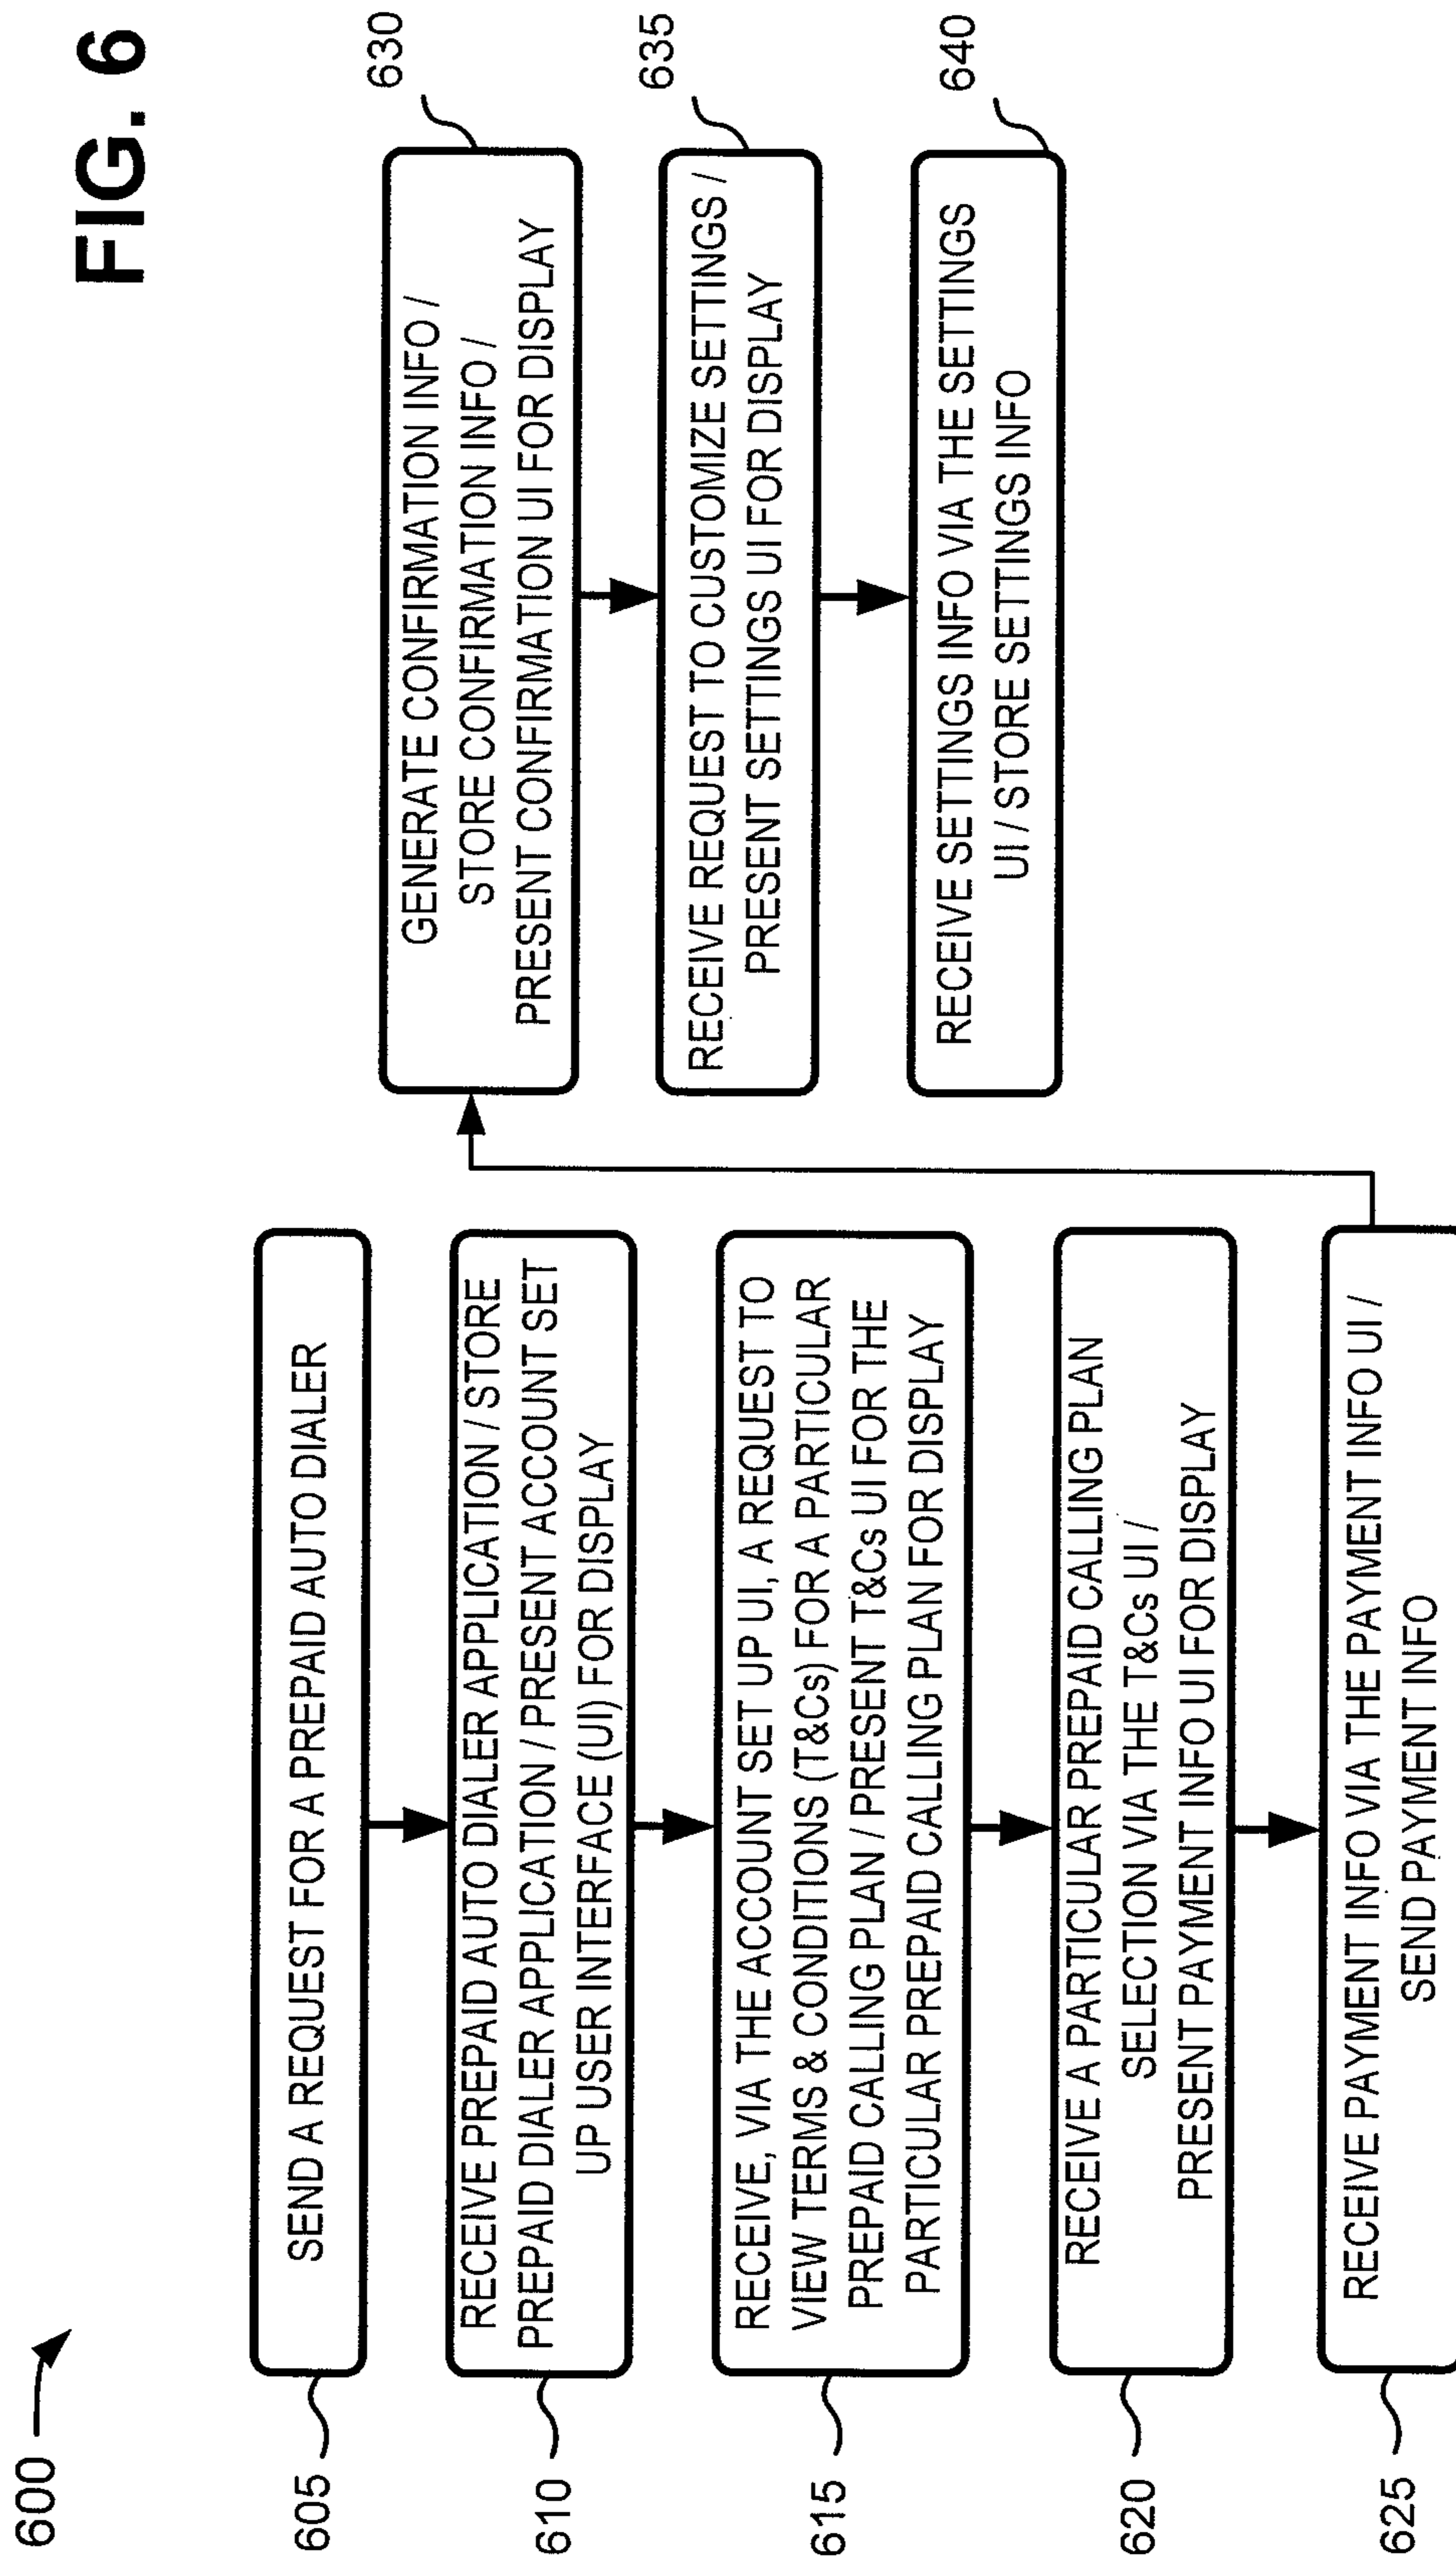 FIG. 6
600
605
SEND A REQUEST FOR A PREPAID AUTO DIALER
610
RECEIVE PREPAID AUTO DIALER APPLICATION / STORE
PREPAID DIALER APPLICATION / PRESENT ACCOUNT SET
UP USER INTERFACE (UI) FOR DISPLAY
615
RECEIVE, VIA THE ACCOUNT SET UP UI, A REQUEST TO
VIEW TERMS & CONDITIONS (T&Cs) FOR A PARTICULAR
PREPAID CALLING PLAN / PRESENT T&Cs UI FOR THE
PARTICULAR PREPAID CALLING PLAN FOR DISPLAY
620
RECEIVE A PARTICULAR PREPAID CALLING PLAN
SELECTION VIA THE T&Cs UI /
PRESENT PAYMENT INFO UI FOR DISPLAY
625
RECEIVE PAYMENT INFO VIA THE PAYMENT INFO UI /
SEND PAYMENT INFO
630
GENERATE CONFIRMATION INFO /
STORE CONFIRMATION INFO /
PRESENT CONFIRMATION UI FOR DISPLAY
635
RECEIVE REQUEST TO CUSTOMIZE SETTINGS /
PRESENT SETTINGS UI FOR DISPLAY
640
RECEIVE SETTINGS INFO VIA THE SETTINGS
UI / STORE SETTINGS INFO